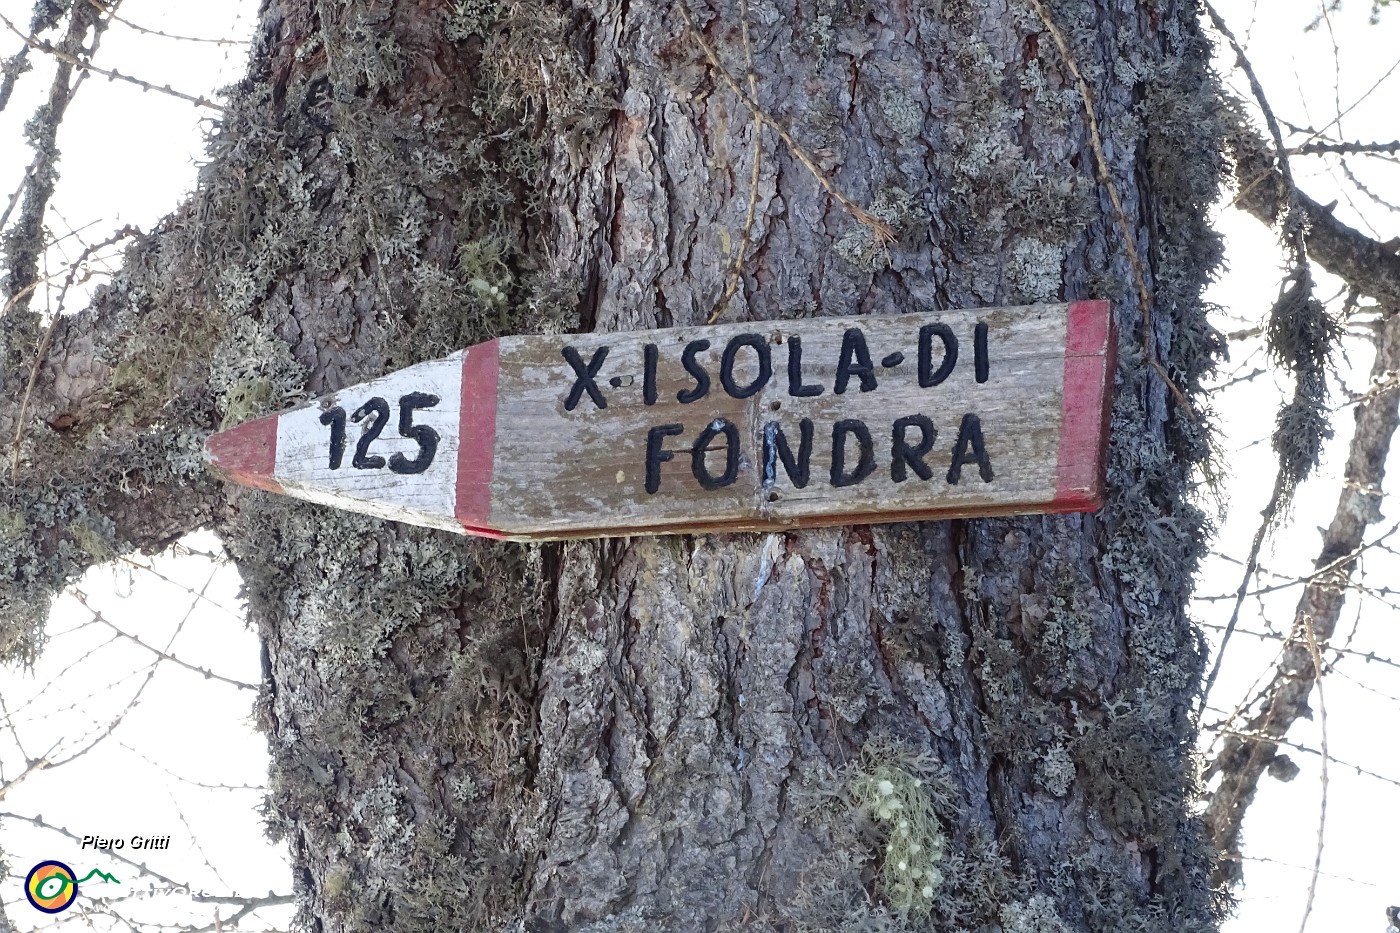 125
X-ISOLA-DI
FONDRA
Piero Gritti